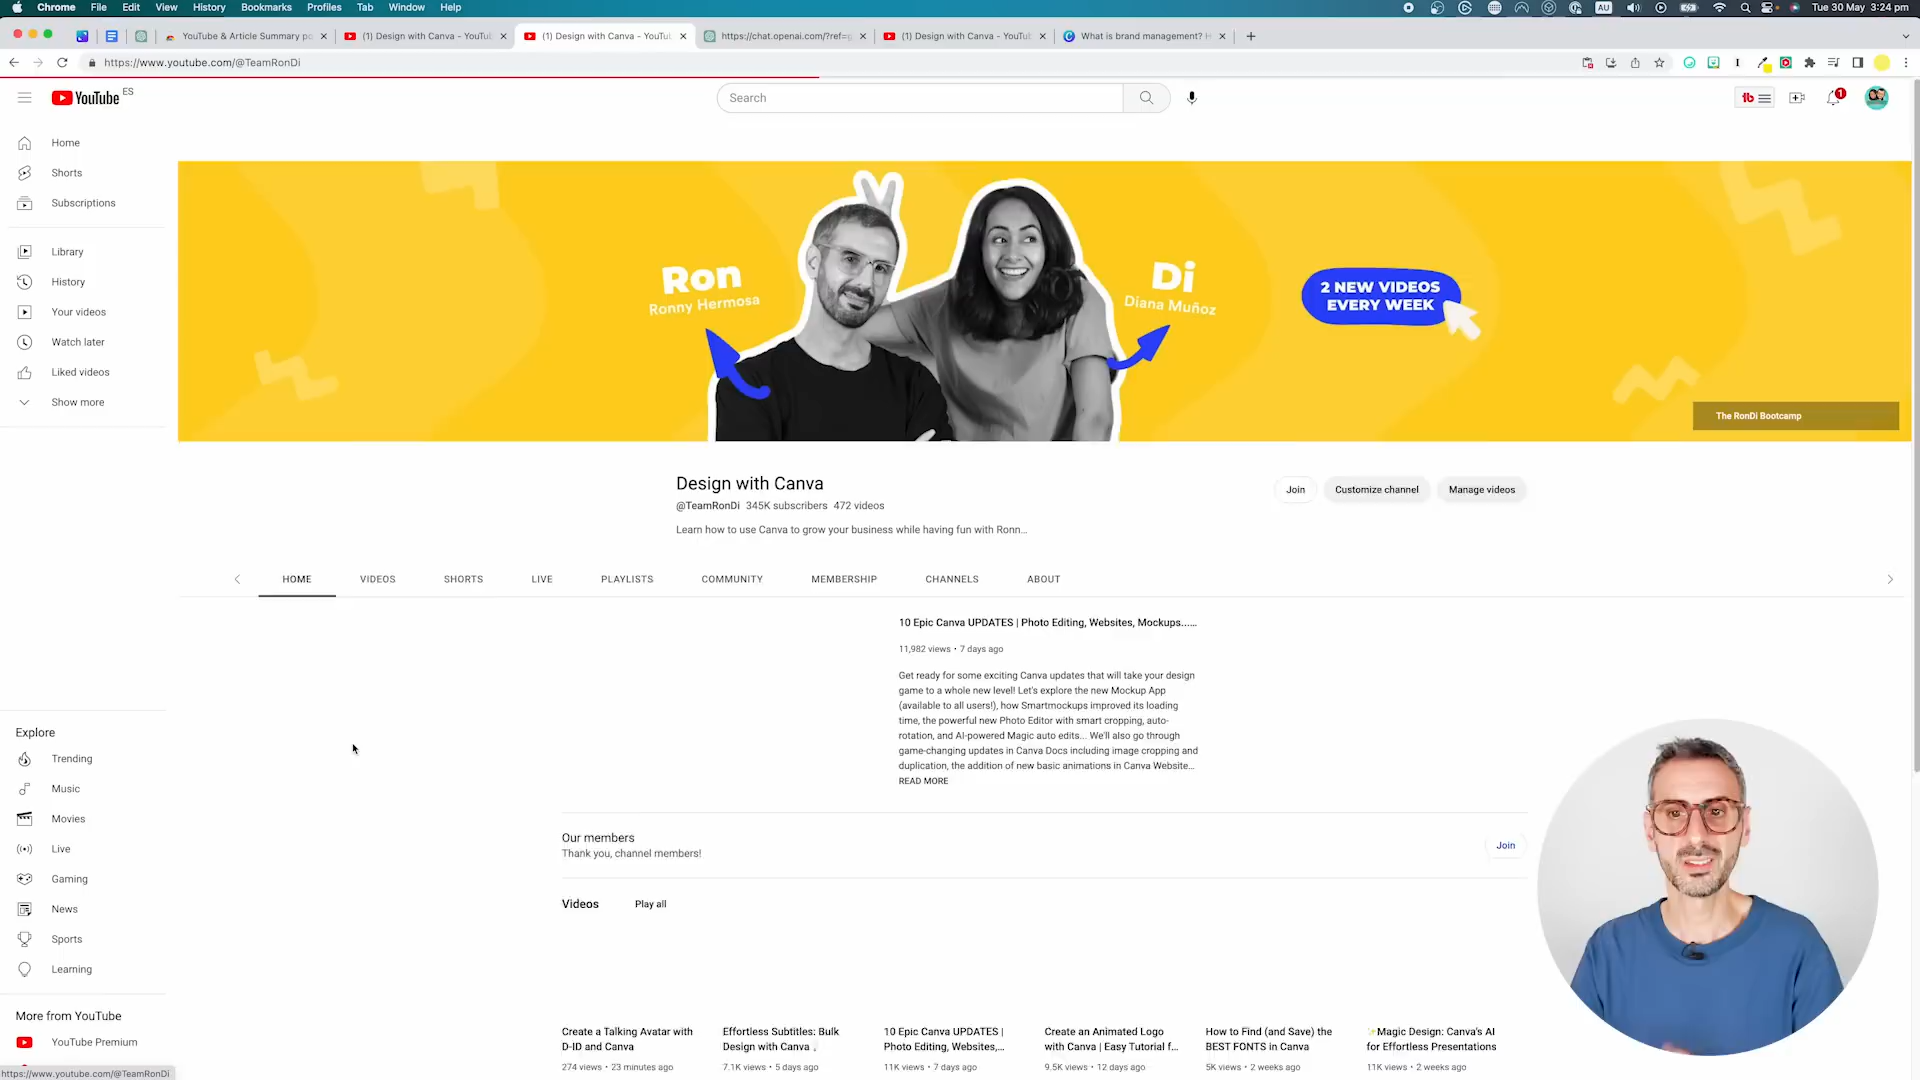 Chrome File Edit View History Bookmarks Profiles Tab Window Help
AU
Tue 30 May 3:24 pm
YouTube & Article Summary po
(1) Design with Canva - YouTu
(1) Design with Canva - YouTu
https://chat.openai.com/?ref=
(1) Design with Canva - YouTu
What is brand management? H
https://www.youtube.com/@TeamRonDi
YouTube ES
Search
1
Home
Shorts
Subscriptions
Library
History
Your videos
Watch later
Liked videos
Show more
Explore
Trending
Music
Movies
Live
Gaming
News
Sports
Learning
More from YouTube
YouTube Premium
https://www.youtube.com/@TeamRonDi
Ron
Ronny Hermosa
Di
Diana Muñoz
2 NEW VIDEOS
EVERY WEEK
The RonDi Bootcamp
Design with Canva
@TeamRonDi 345K subscribers 472 videos
Learn how to use Canva to grow your business while having fun with Ronn...
Join
Customize channel
Manage videos
HOME VIDEOS SHORTS LIVE PLAYLISTS COMMUNITY MEMBERSHIP CHANNELS ABOUT
10 Epic Canva UPDATES | Photo Editing, Websites, Mockups......
11,982 views • 7 days ago
Get ready for some exciting Canva updates that will take your design
game to a whole new level! Let's explore the new Mockup App
(available to all users!), how Smartmockups improved its loading
time, the powerful new Photo Editor with smart cropping, auto-
rotation, and AI-powered Magic auto edits... We'll also go through
game-changing updates in Canva Docs including image cropping and
duplication, the addition of new basic animations in Canva Website...
READ MORE
Our members
Thank you, channel members!
Join
Videos Play all
Create a Talking Avatar with
D-ID and Canva
274 views • 23 minutes ago
Effortless Subtitles: Bulk
Design with Canva
7.1K views • 5 days ago
10 Epic Canva UPDATES |
Photo Editing, Websites,...
11K views • 7 days ago
Create an Animated Logo
with Canva | Easy Tutorial f...
9.5K views • 12 days ago
How to Find (and Save) the
BEST FONTS in Canva
5K views • 2 weeks ago
✨Magic Design: Canva's AI
for Effortless Presentations
11K views • 2 weeks ago